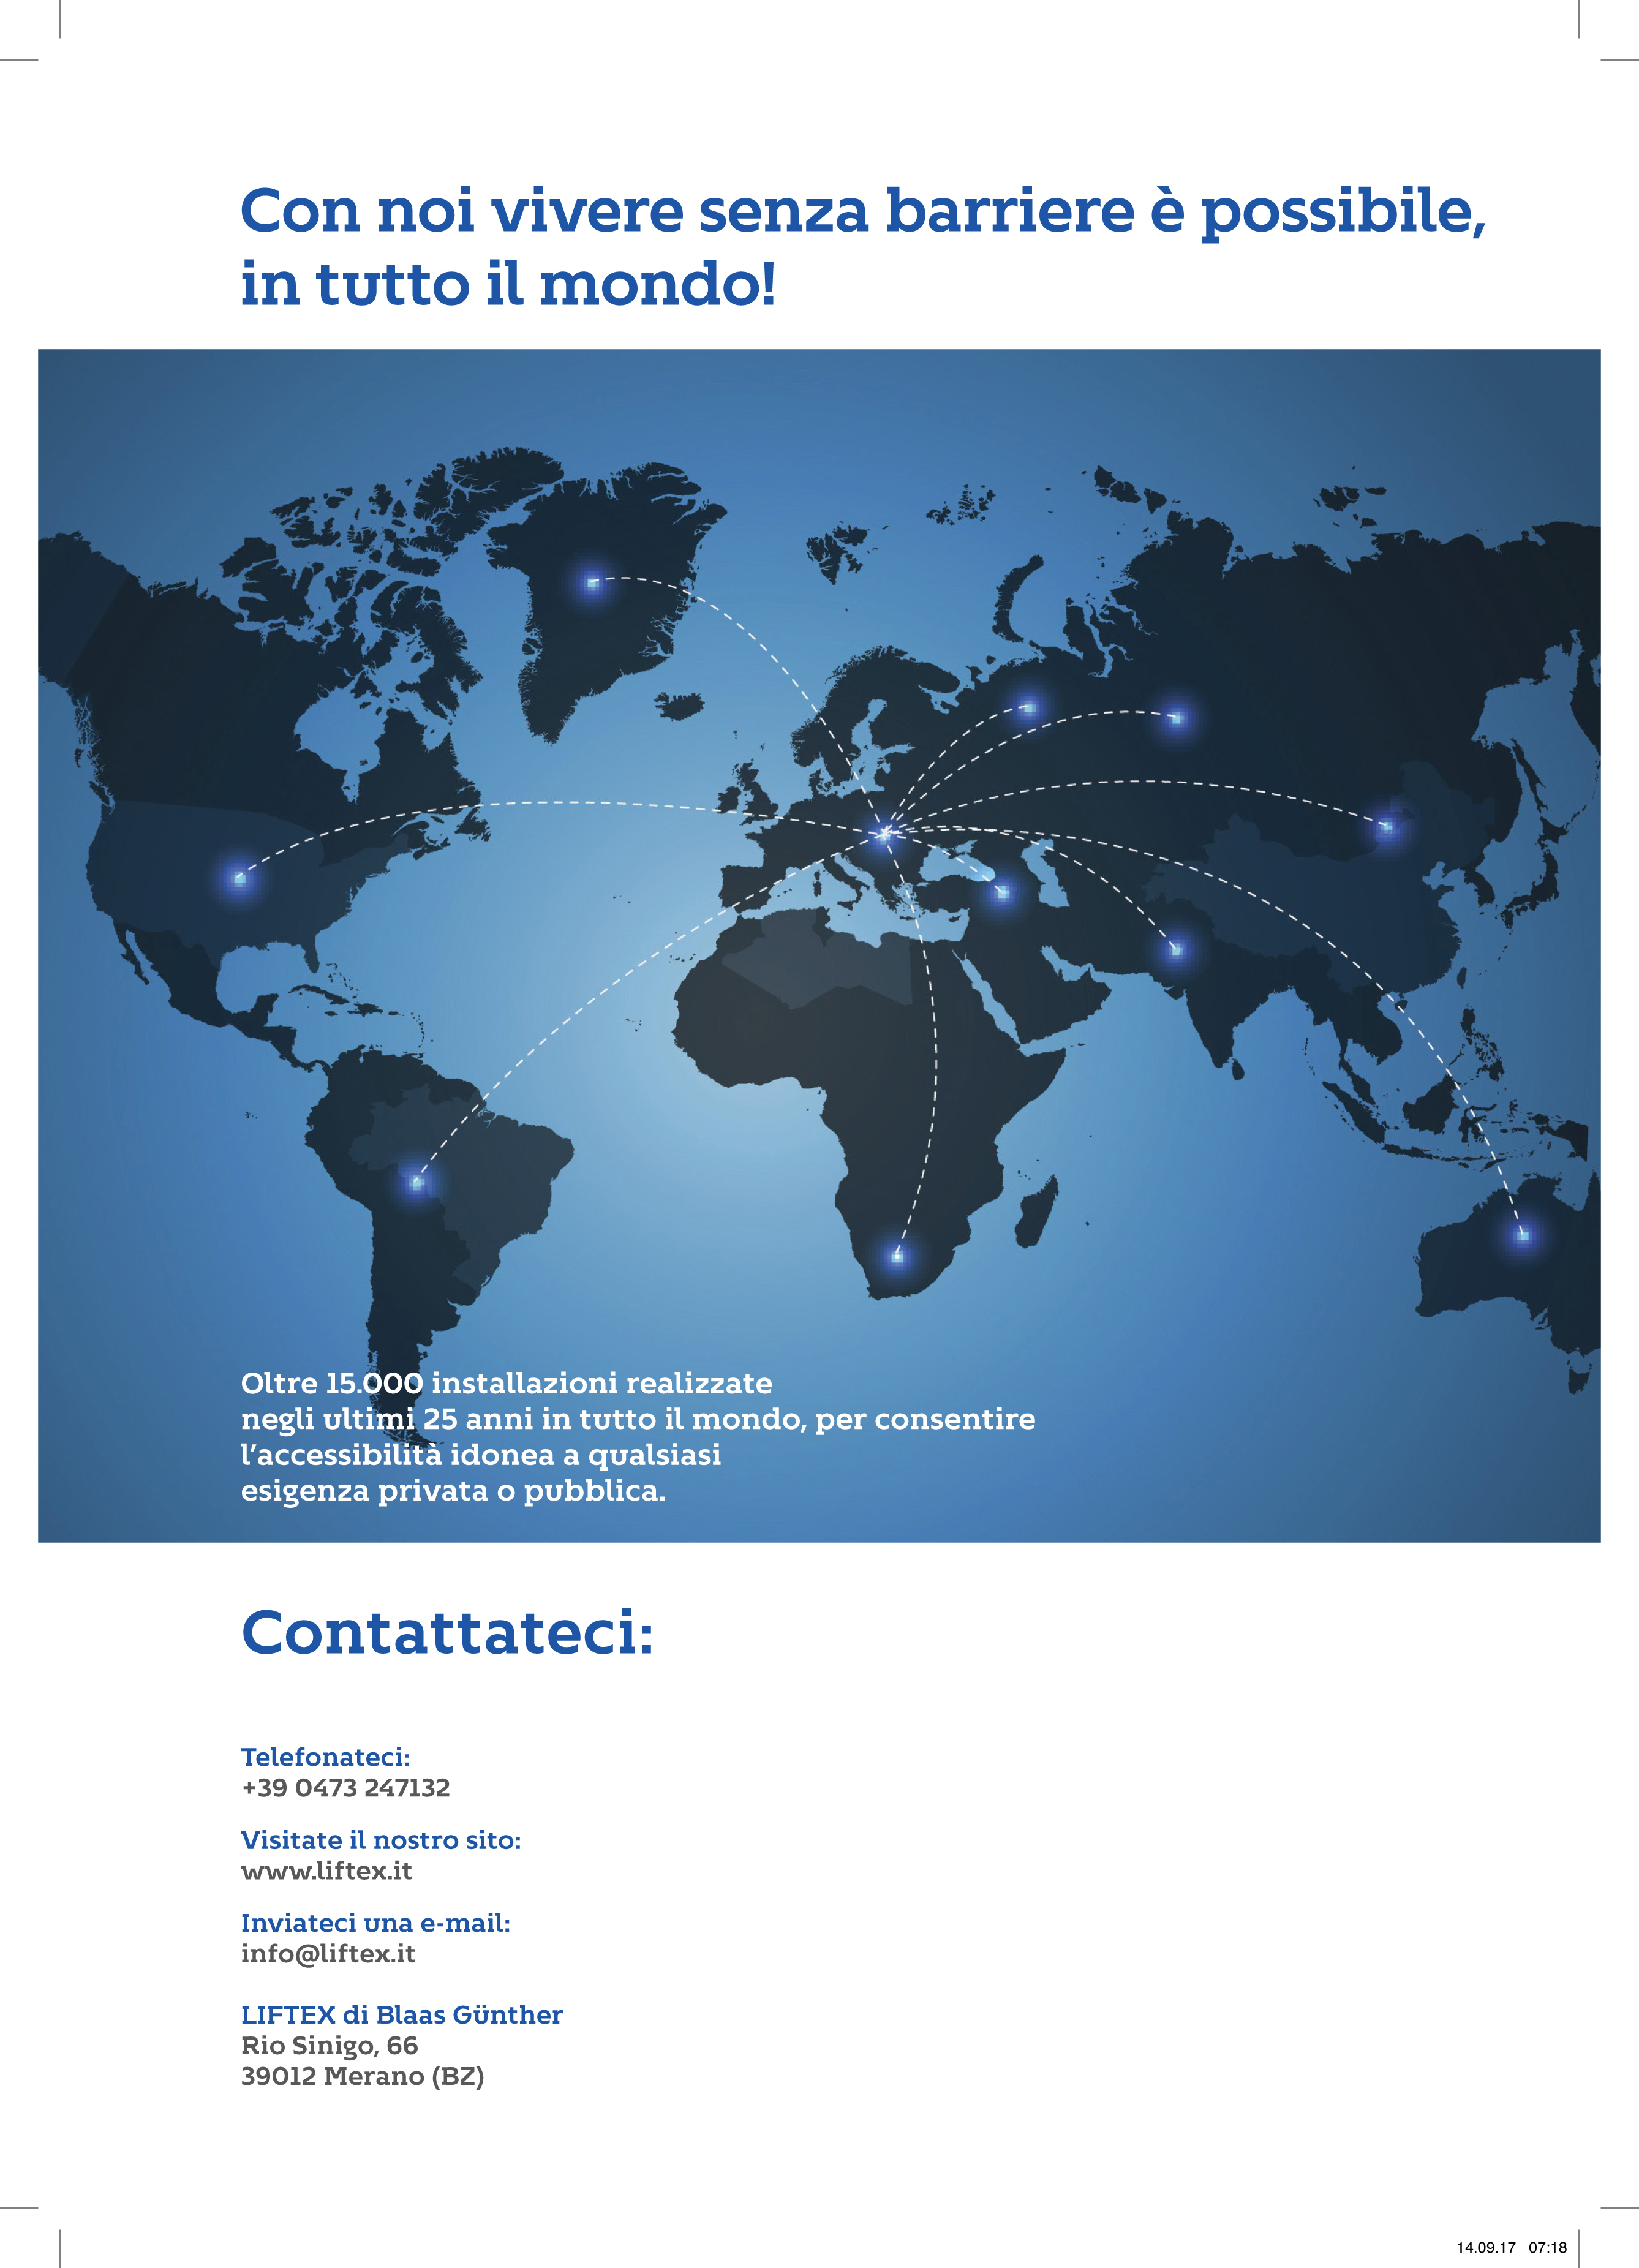 Con noi vivere senza barriere è possibile,
in tutto il mondo!
Oltre 15.000 installazioni realizzate
negli ultimi 25 anni in tutto il mondo, per consentire
l'accessibilità idonea a qualsiasi
esigenza privata o pubblica.
Contattateci:
Telefonateci:
+39 0473 247132
Visitate il nostro sito:
www.liftex.it
Inviateci una e-mail:
info@liftex.it
LIFTEX di Blaas Günther
Rio Sinigo, 66
39012 Merano (BZ)
14.09.17 07:18